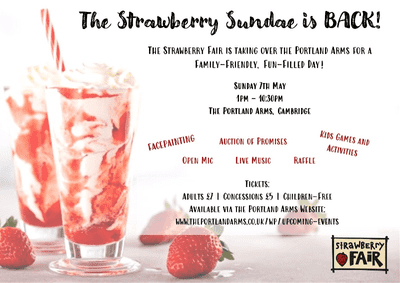 The Strawberry Sundae is BACK!
The Strawberry Fair is taking over the Portland Arms for a
Family-Friendly, Fun-Filled Day!
Sunday 7th May
1pm - 10:30pm
The Portland Arms, Cambridge
Facepainting
Auction of Promises
Kids Games and
Activities
Open Mic
Live Music
Raffle
Tickets:
Adults £7 | Concessions £5 | Children-Free
Available via the Portland Arms Website:
www.theportlandarms.co.uk/wp/upcoming-events
STRAWBERRY
FAIR